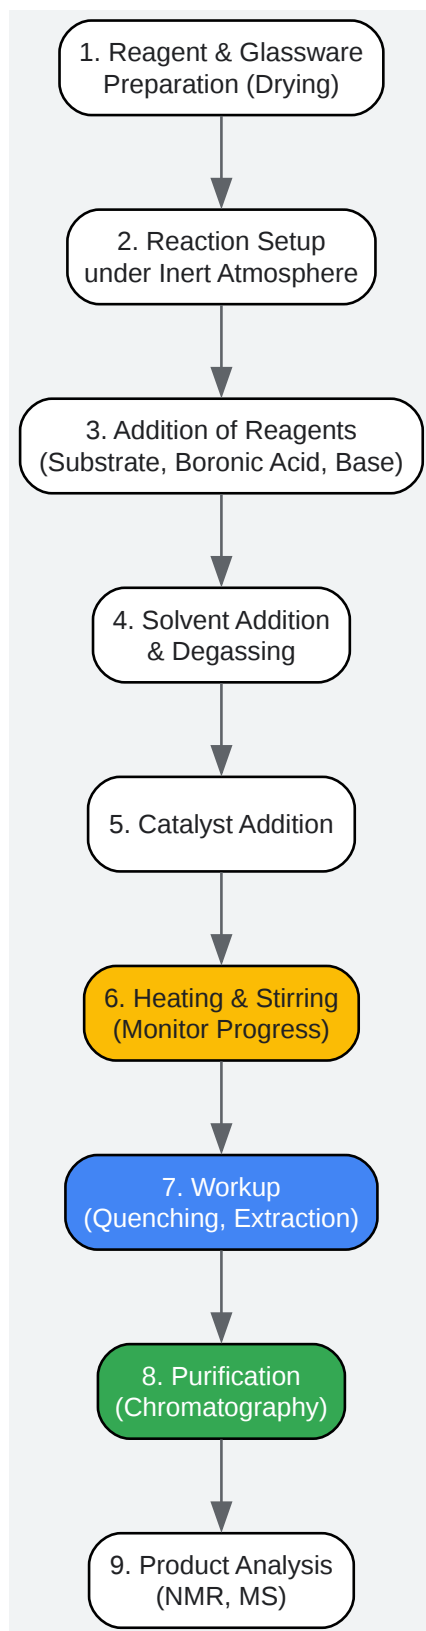 1. Reagent & Glassware
Preparation (Drying)
2. Reaction Setup
under Inert Atmosphere
3. Addition of Reagents
(Substrate, Boronic Acid, Base)
4. Solvent Addition
& Degassing
5. Catalyst Addition
6. Heating & Stirring
(Monitor Progress)
7. Workup
(Quenching, Extraction)
8. Purification
(Chromatography)
9. Product Analysis
(NMR, MS)